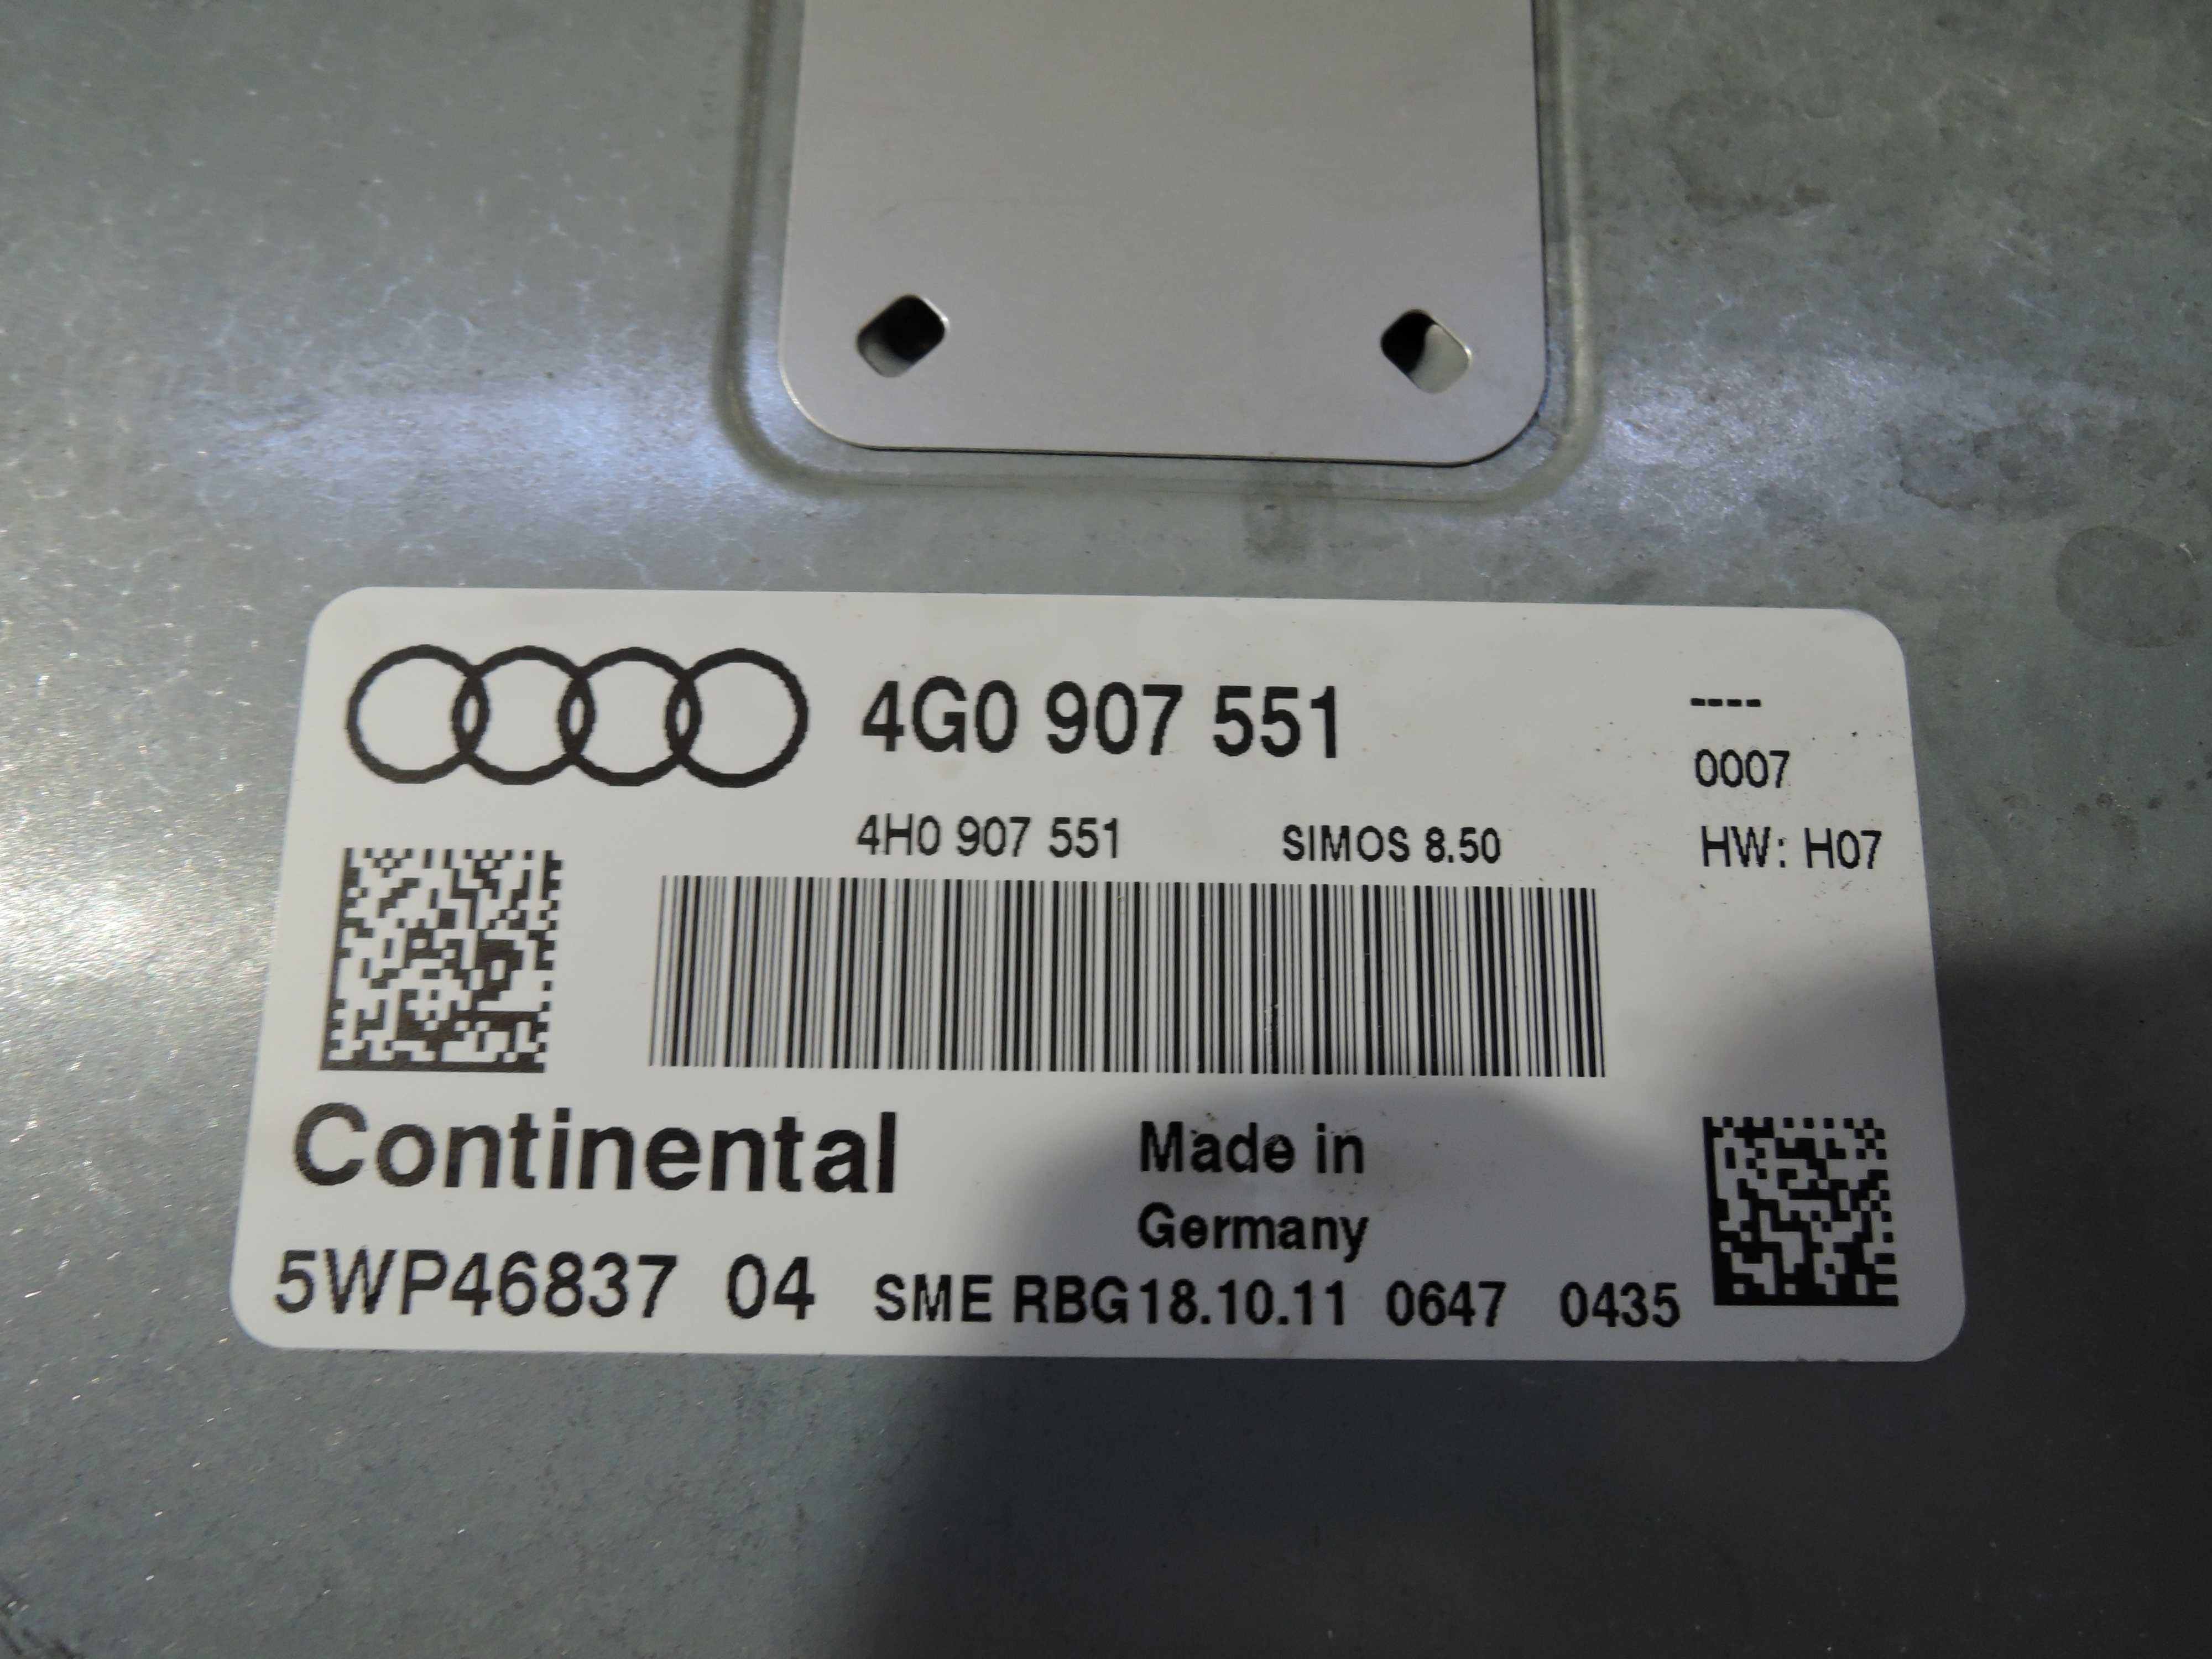 4G0 907 551
----
0007
4H0 907 551 SIMOS 8.50 HW: H07
Continental
Made in
Germany
5WP46837 04 SME RBG18.10.11 0647 0435